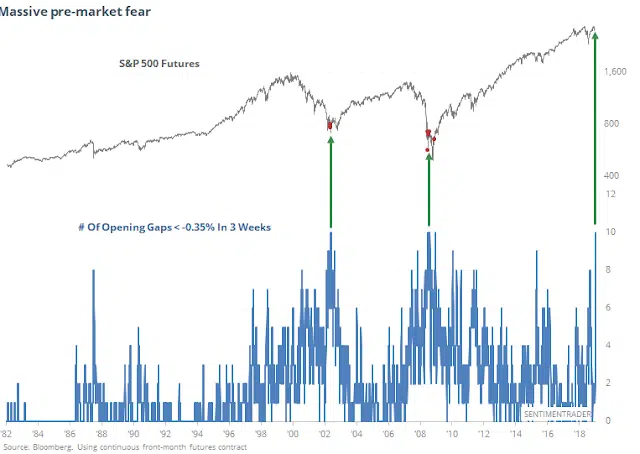 Massive pre-market fear
S&P 500 Futures
1,600
800
400
12
# Of Opening Gaps < -0.35% In 3 Weeks
10
8
6
4
2
0
SENTIMENTRADER
'82 '84 '86 '88 '90 '92 '94 '96 '98 '00 '02 '04 '06 '08 '10 '12 '14 '16 '18
Source: Bloomberg. Using continuous front-month futures contract